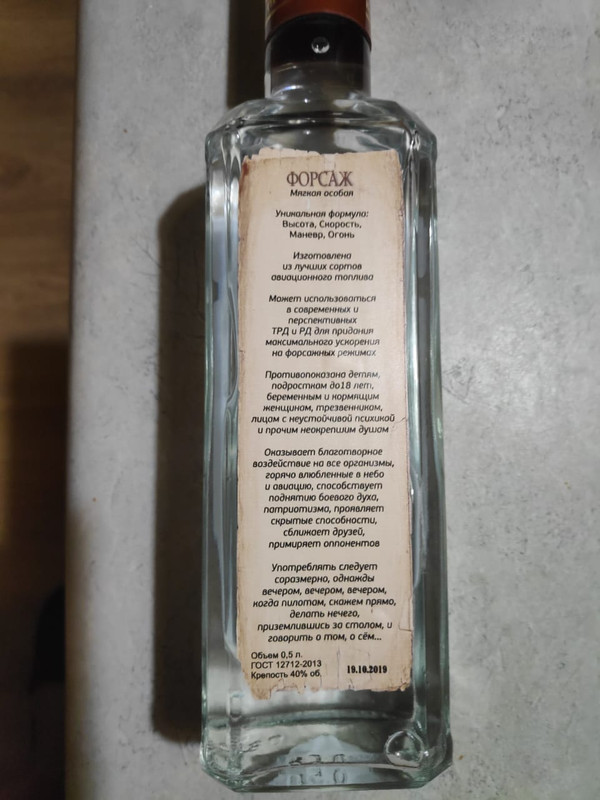 ФОРСАЖ
Мягкая особая
Уникальная формула:
Высота, Скорость,
Маневр, Огонь
Изготовлена
из лучших сортов
авиационного топлива
Может использоваться
в современных и
перспективных
ТРД и РД для придания
максимального ускорения
на форсажных режимах
Противопоказана детям,
подросткам до18 лет,
беременным и кормящим
женщинам, трезвенникам,
лицам с неустойчивой психикой
и прочим неокрепшим душам
Оказывает благотворное
воздействие на все организмы,
горячо влюбленные в небо
и авиацию, способствует
поднятию боевого духа,
патриотизма, проявляет
скрытые способности,
сближает друзей,
примиряет оппонентов
Употреблять следует
соразмерно, однажды
вечером, вечером, вечером,
когда пилотам, скажем прямо,
делать нечего,
приземлившись за столом, и
говорить о том, о сём...
Объем 0,5 л.
ГОСТ 12712-2013
Крепость 40% об.
19.10.2019